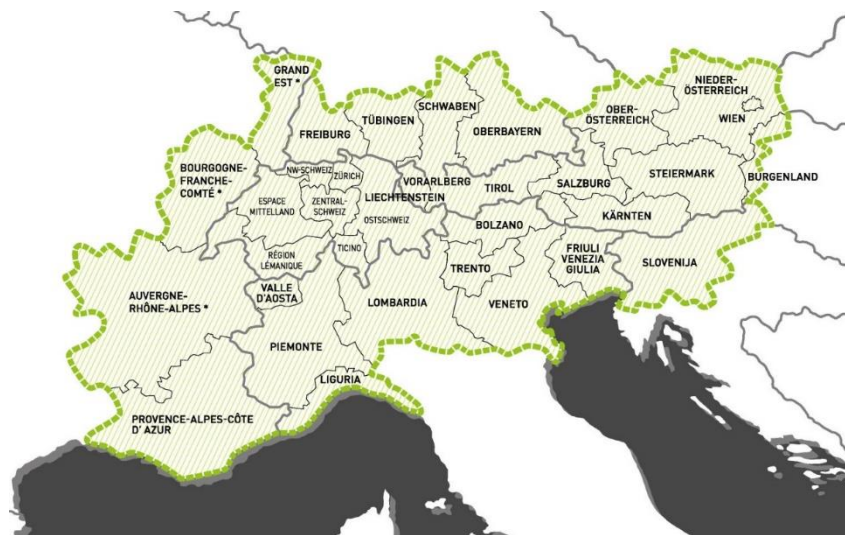 GRAND
EST *
NIEDER-
ÖSTERREICH
SCHWABEN
OBER-
ÖSTERREICH
TÜBINGEN
WIEN
FREIBURG
OBERBAYERN
BOURGOGNE-
FRANCHE-
COMTÉ *
NW-SCHWEIZ
ZÜRICH
VORARLBERG
TIROL
SALZBURG
STEIERMARK
BURGENLAND
LIECHTENSTEIN
ESPACE
MITTELLAND
ZENTRAL-
SCHWEIZ
OSTSCHWEIZ
BOLZANO
KÄRNTEN
RÉGION
LÉMANIQUE
TICINO
TRENTO
FRIULI
VENEZIA
GIULIA
SLOVENIJA
VALLE
D'AOSTA
AUVERGNE-
RHÔNE-ALPES *
LOMBARDIA
VENETO
PIEMONTE
LIGURIA
PROVENCE-ALPES-CÔTE
D' AZUR